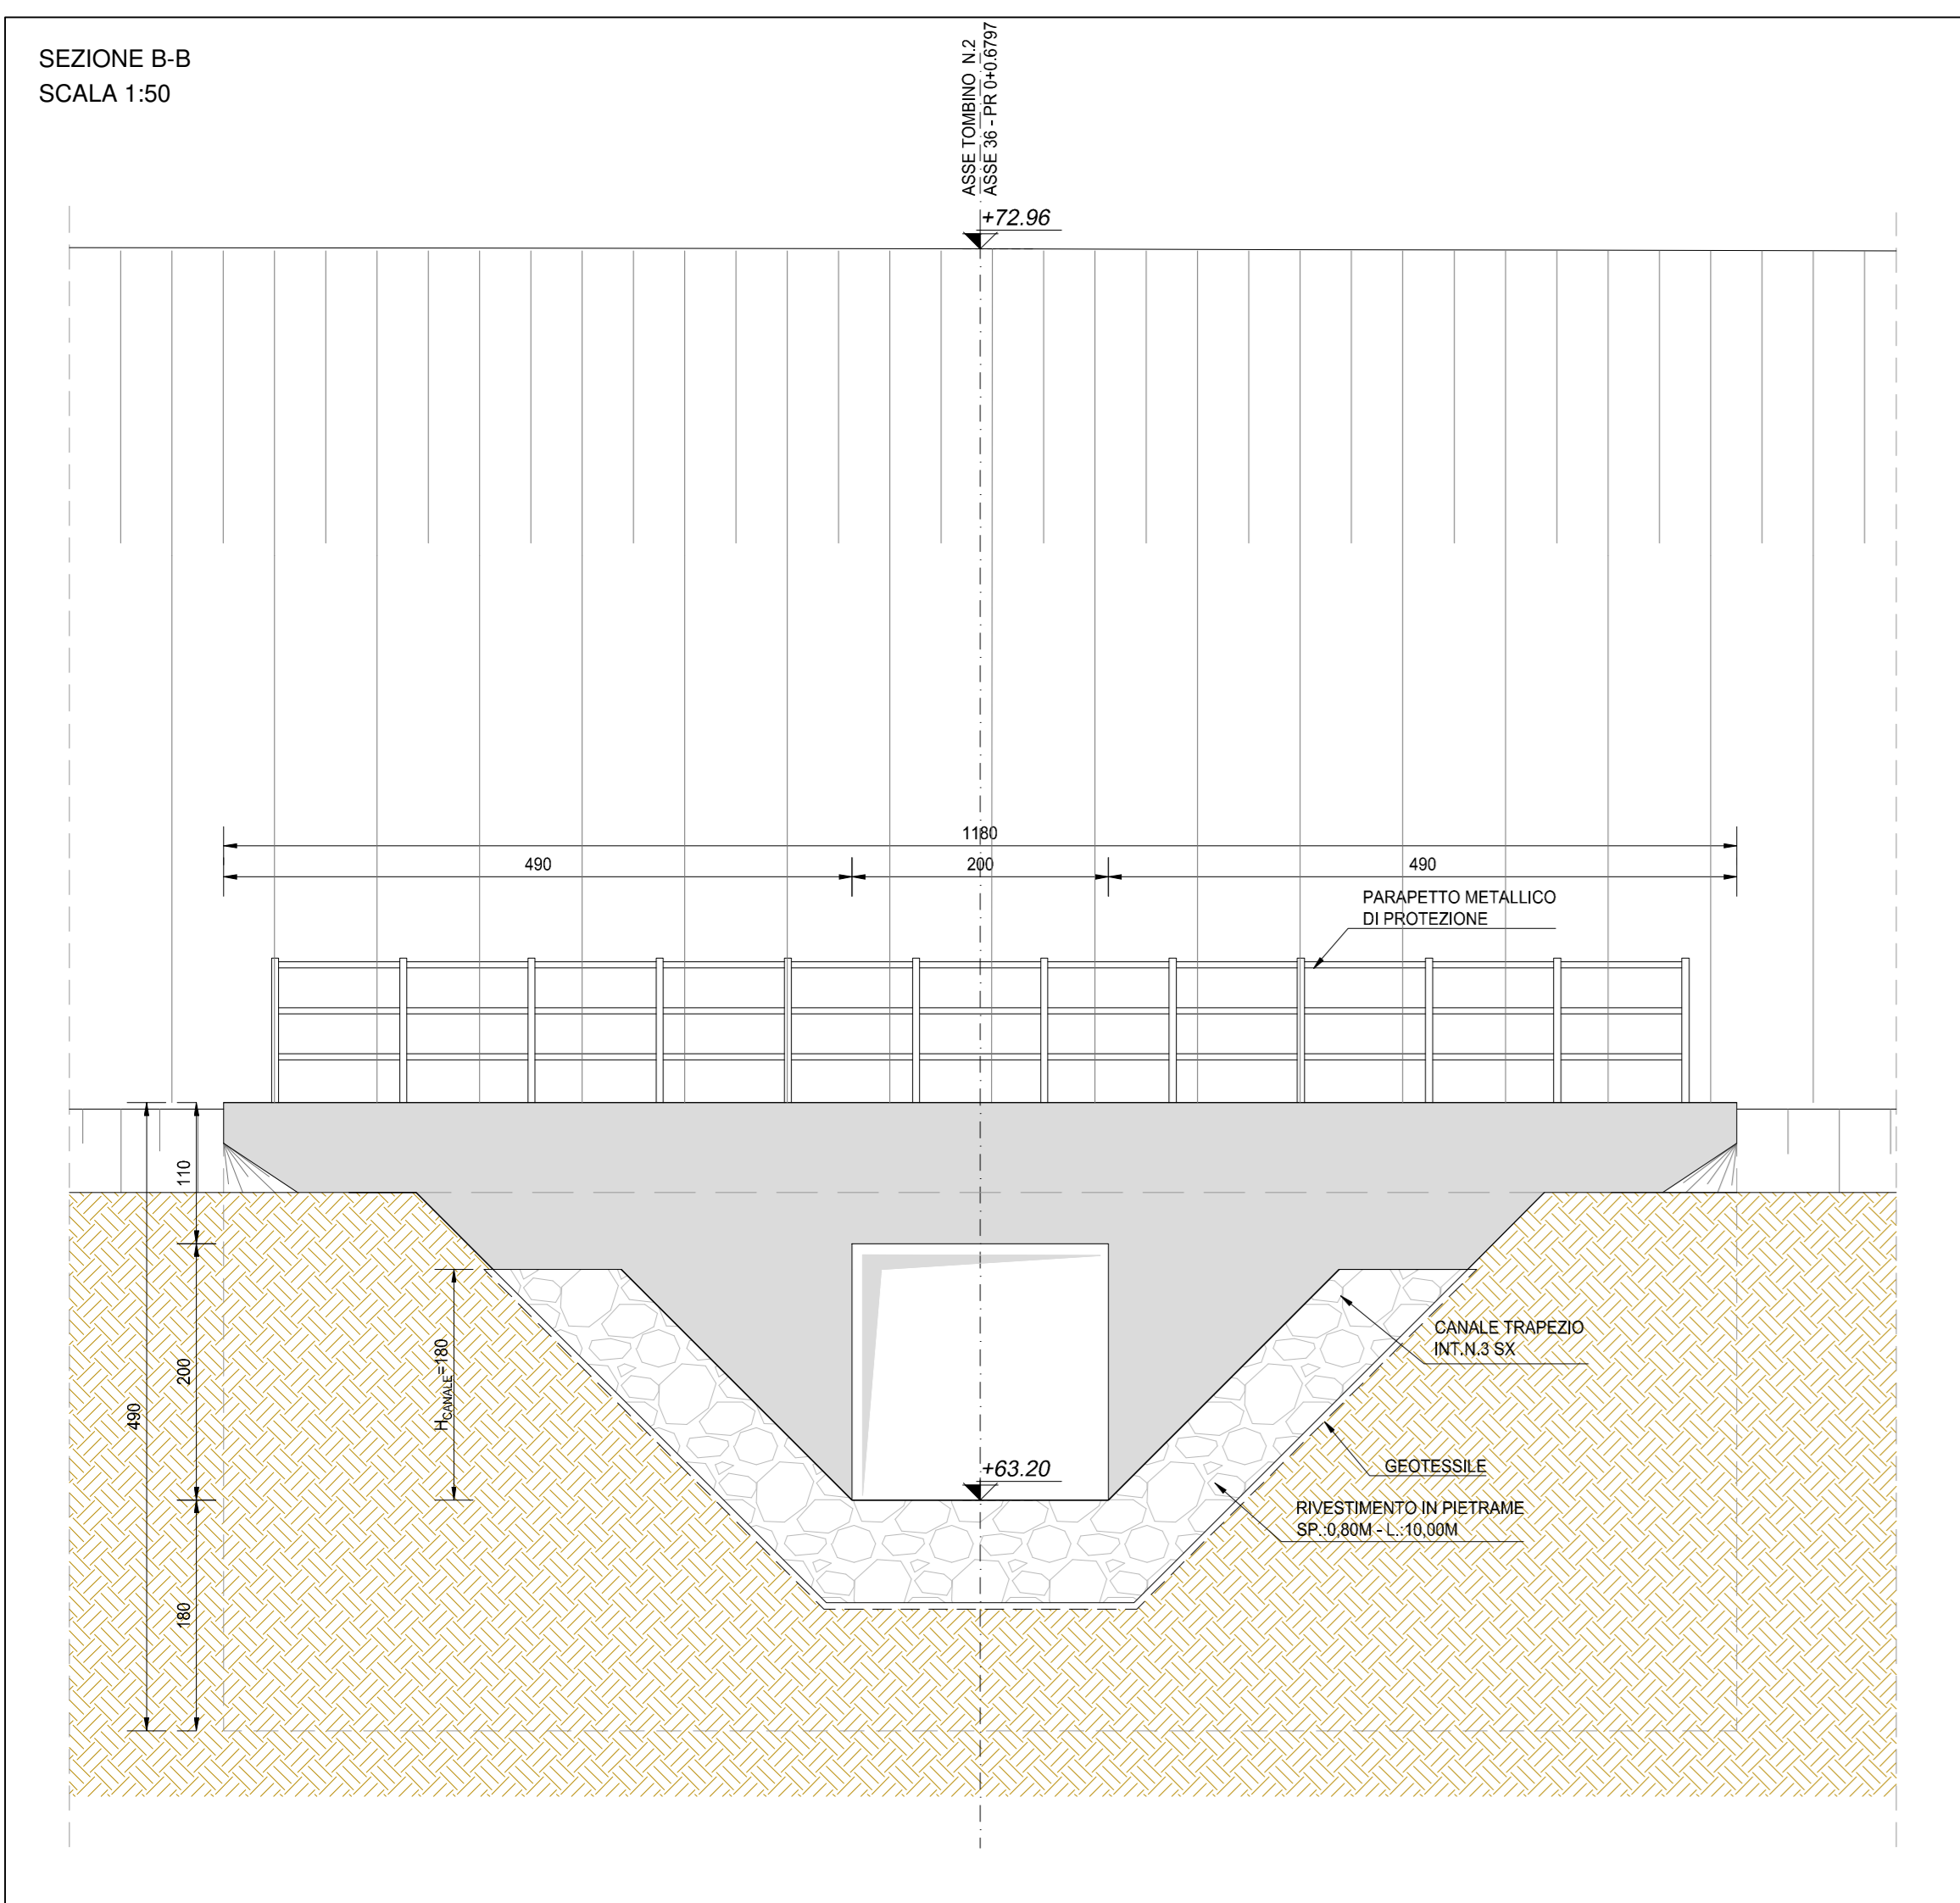 SEZIONE B-B
SCALA 1:50
ASSE TOMBINO N.2
ASSE 36 - PR 0+0.6797
+72.96
1180
490
200
490
PARAPETTO METALLICO
DI PROTEZIONE
110
200
490
180
HCANALE=180
CANALE TRAPEZIO
INT.N.3 SX
+63.20
GEOTESSILE
RIVESTIMENTO IN PIETRAME
SP.:0,80M - L.:10,00M